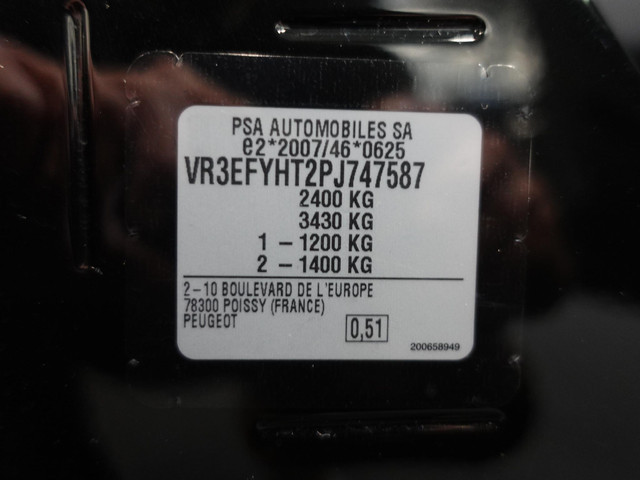 PSA AUTOMOBILES SA
e2*2007/46*0625
VR3EFYHT2PJ747587
2400 KG
3430 KG
1 - 1200 KG
2 - 1400 KG
2-10 BOULEVARD DE L'EUROPE
78300 POISSY (FRANCE)
PEUGEOT
0,51
200658949